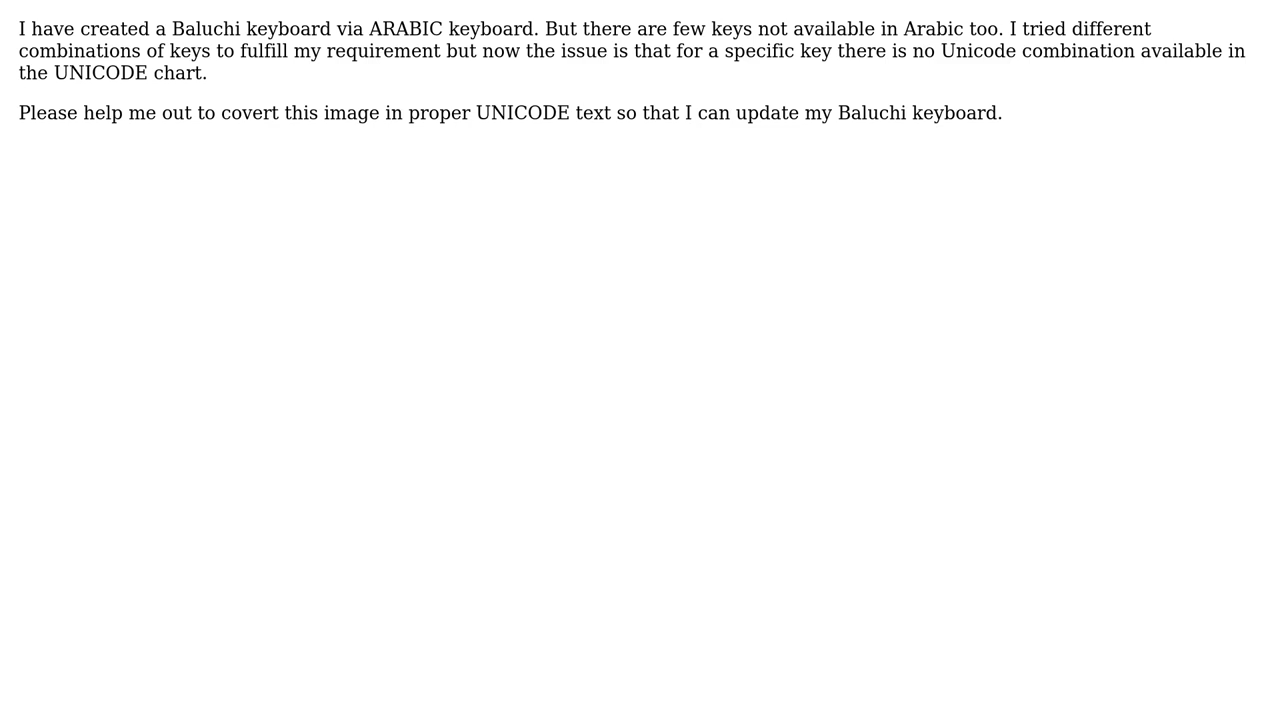 I have created a Baluchi keyboard via ARABIC keyboard. But there are few keys not available in Arabic too. I tried different
combinations of keys to fulfill my requirement but now the issue is that for a specific key there is no Unicode combination available in
the UNICODE chart.
Please help me out to covert this image in proper UNICODE text so that I can update my Baluchi keyboard.